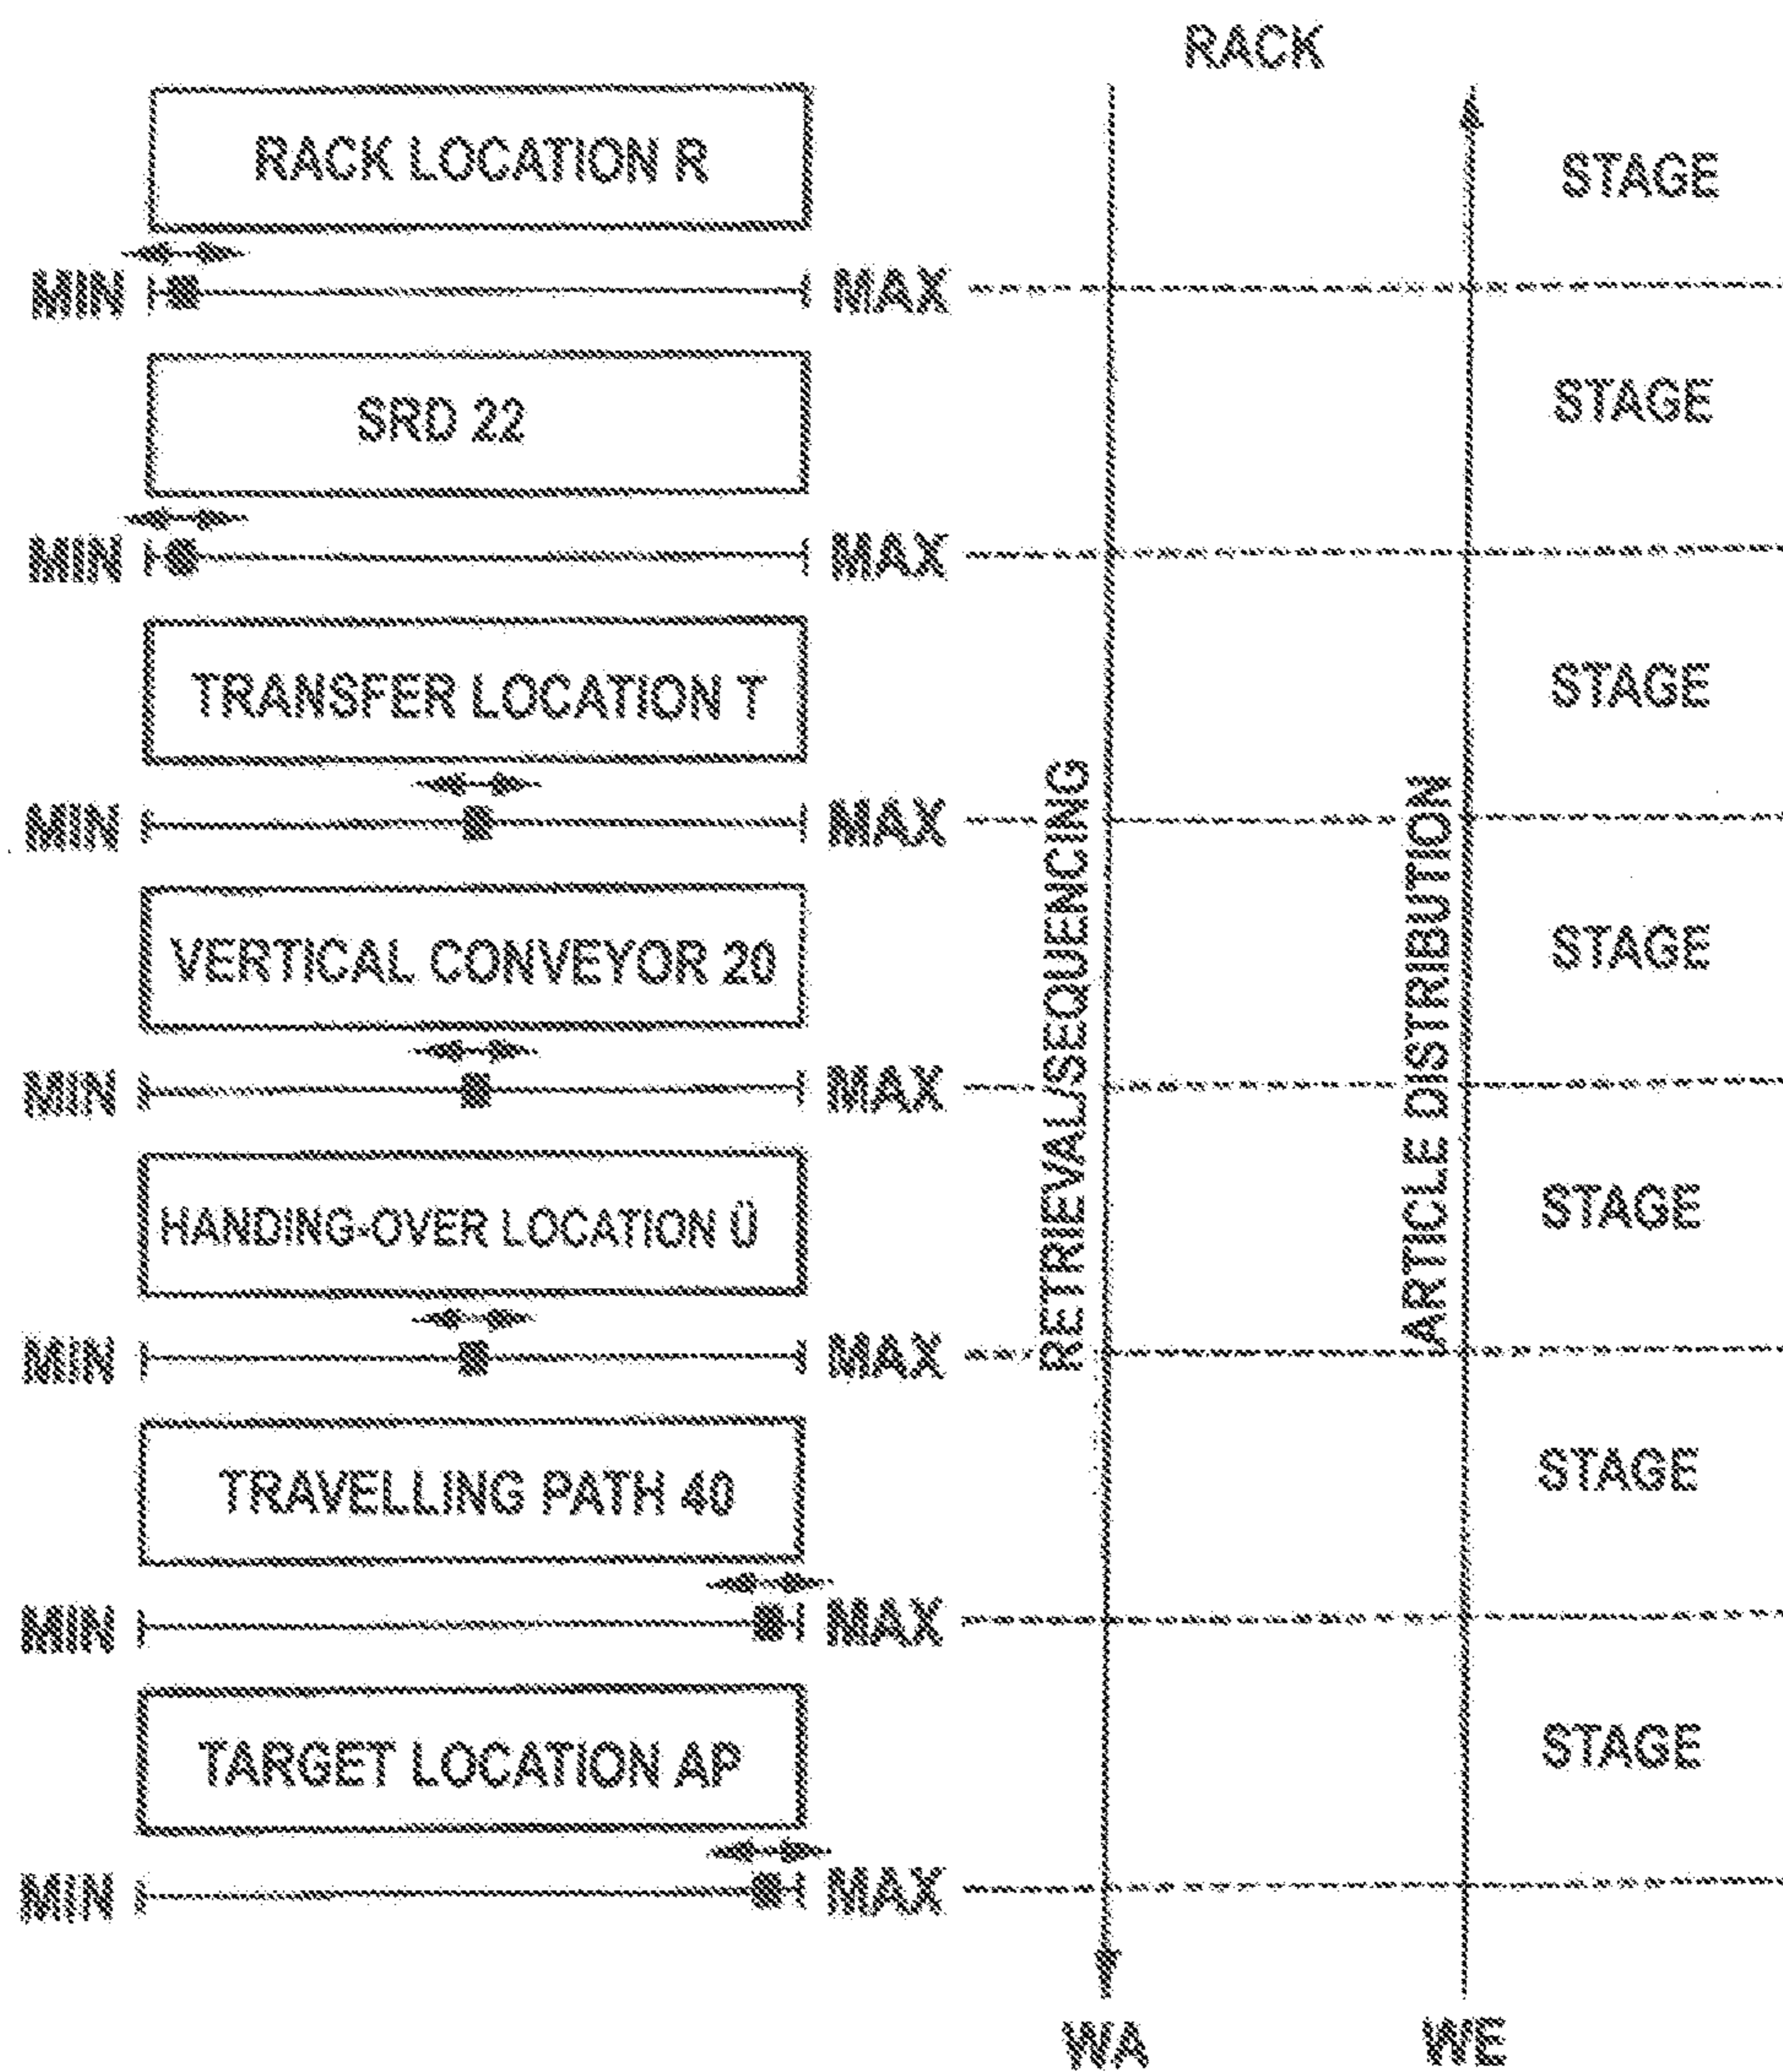 RACK
RACK LOCATION R
STAGE
MIN MAX
SRD 22
STAGE
MIN MAX
TRANSFER LOCATION T
STAGE
MIN MAX
VERTICAL CONVEYOR 20
STAGE
MIN MAX
HANDING-OVER LOCATION Ü
STAGE
MIN MAX
TRAVELLING PATH 40
STAGE
MIN MAX
TARGET LOCATION AP
STAGE
MIN MAX
RETRIEVAL/SEQUENCING
ARTICLE DISTRIBUTION
WA WE